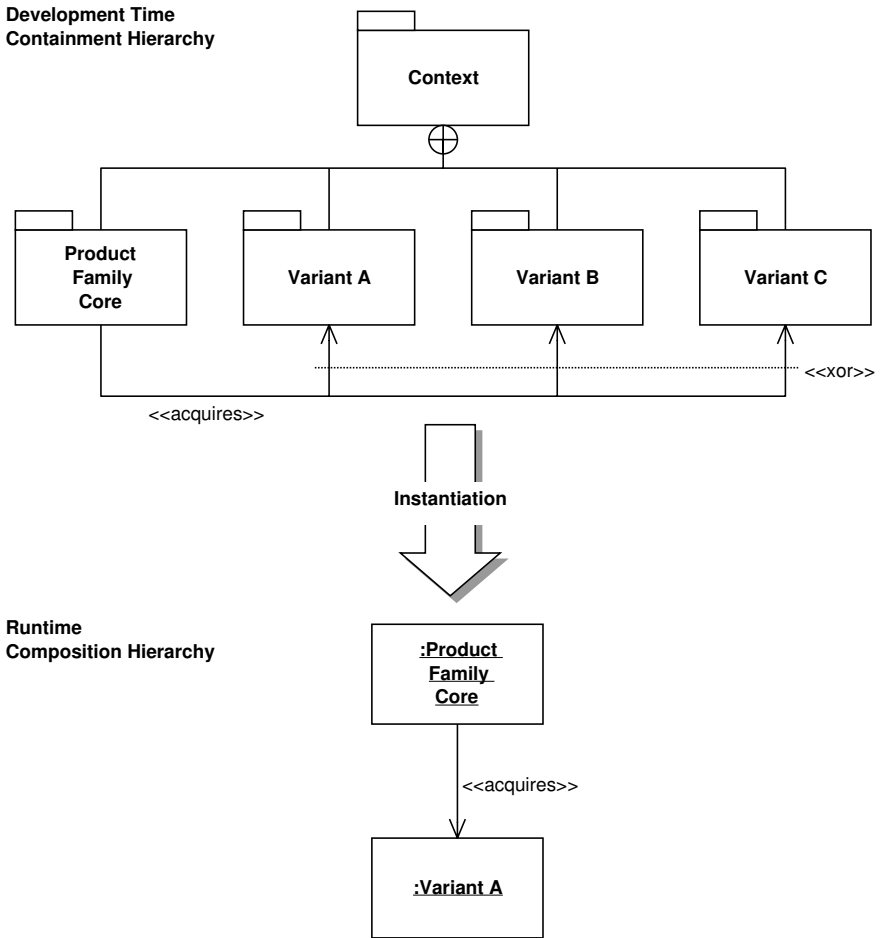 Development Time
Containment Hierarchy
Context
Product
Family
Core
Variant A
Variant B
Variant C
<<xor>>
<<acquires>>
Instantiation
Runtime
Composition Hierarchy
:Product
Family
Core
<<acquires>>
:Variant A